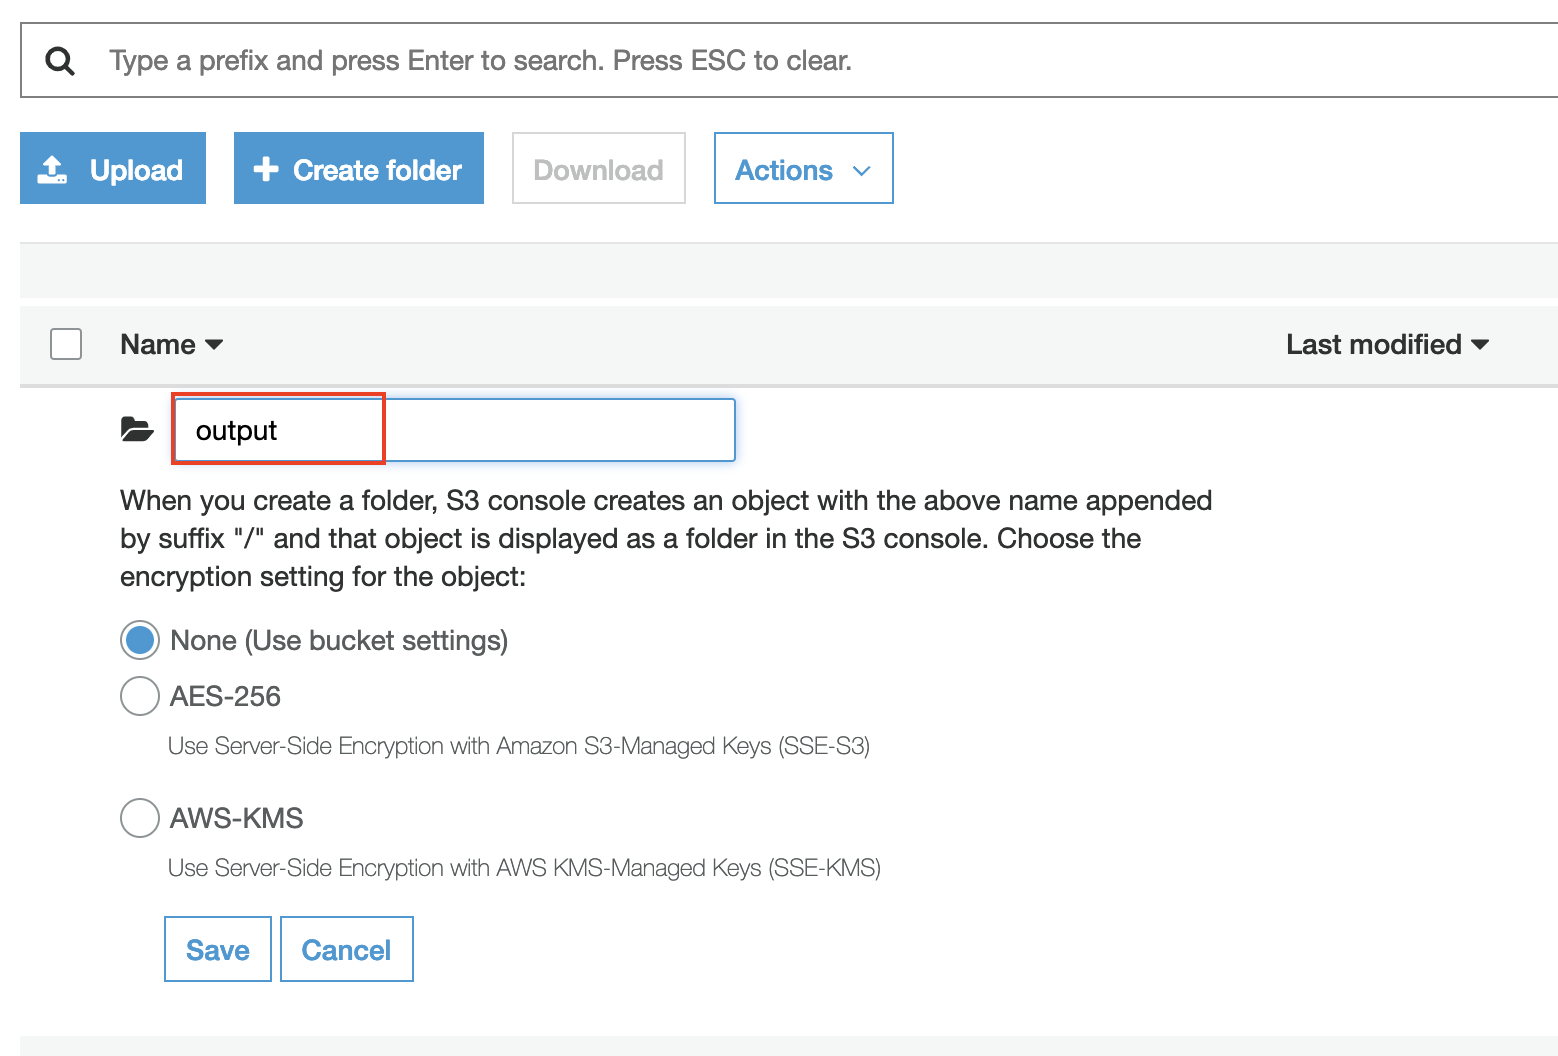 Type a prefix and press Enter to search. Press ESC to clear.
Upload
Create folder
Download
Actions
Name
Last modified
output
When you create a folder, S3 console creates an object with the above name appended
by suffix "/" and that object is displayed as a folder in the S3 console. Choose the
encryption setting for the object:
None (Use bucket settings)
AES-256
Use Server-Side Encryption with Amazon S3-Managed Keys (SSE-S3)
AWS-KMS
Use Server-Side Encryption with AWS KMS-Managed Keys (SSE-KMS)
Save
Cancel